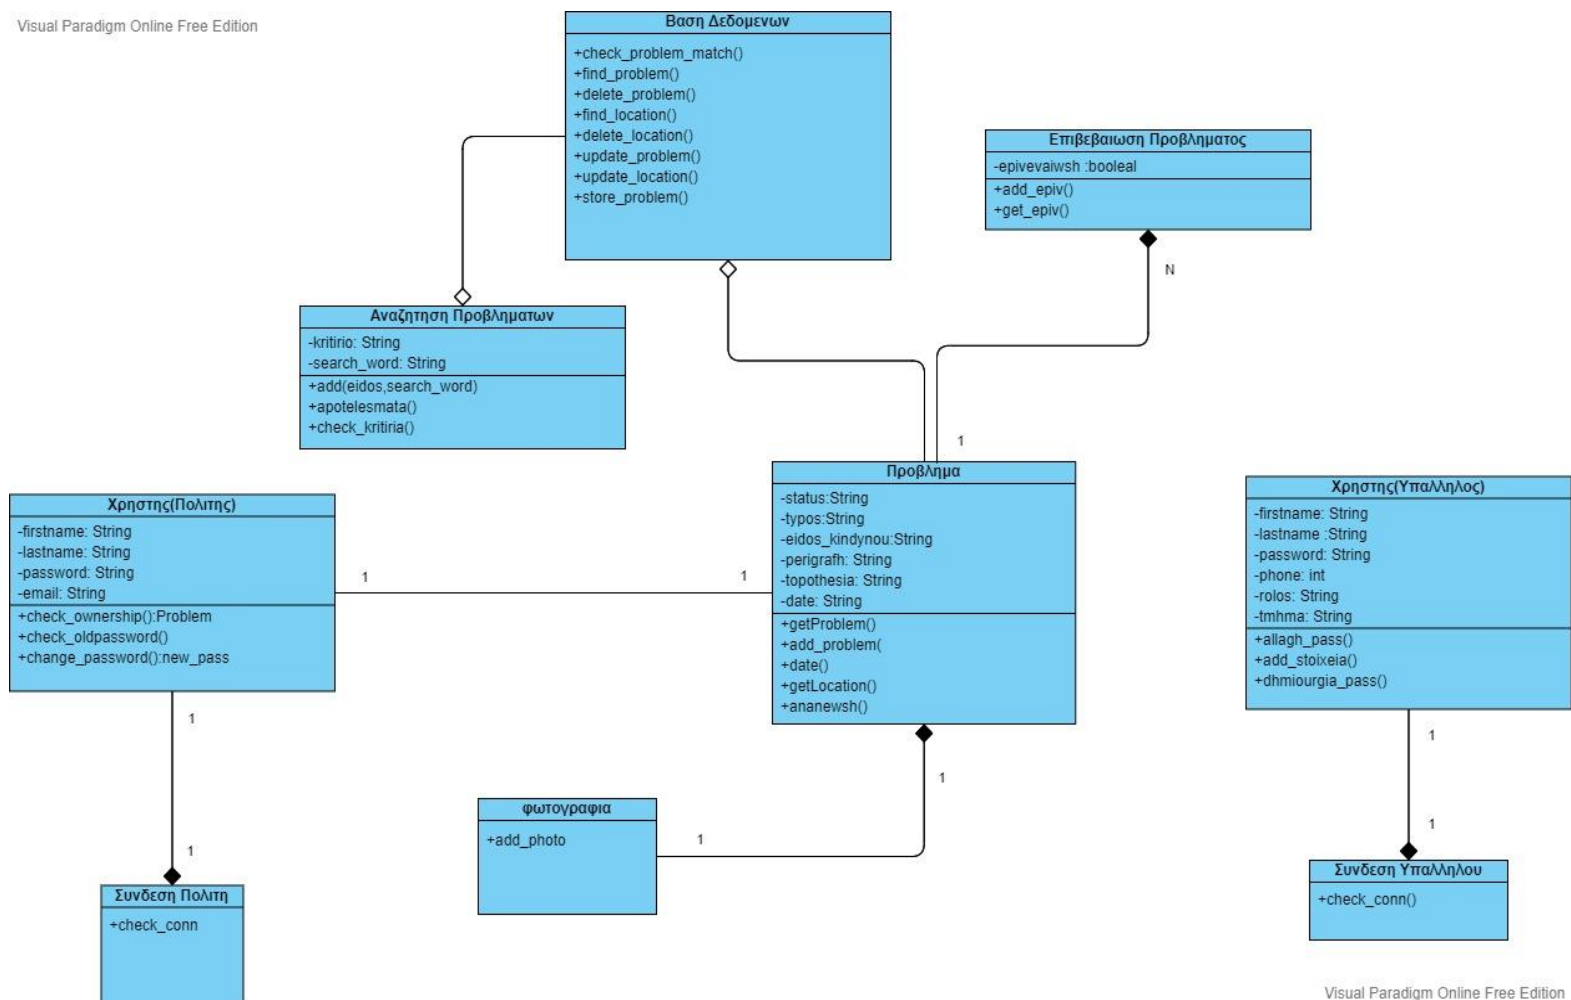 Visual Paradigm Online Free Edition
Βαση Δεδομενων
+check_problem_match()
+find_problem()
+delete_problem()
+find_location()
+delete_location()
+update_problem()
+update_location()
+store_problem()
Επιβεβαιωση Προβληματος
-epivevaiwsh :booleal
+add_epiv()
+get_epiv()
N
Αναζητηση Προβληματων
-kritirio: String
-search_word: String
+add(eidos,search_word)
+apotelesmata()
+check_kritiria()
1
Χρηστης(Πολιτης)
-firstname: String
-lastname: String
-password: String
-email: String
+check_ownership():Problem
+check_oldpassword()
+change_password():new_pass
1
1
Προβλημα
-status:String
-typos:String
-eidos_kindynou:String
-perigrafh: String
-topothesia: String
-date: String
+getProblem()
+add_problem(
+date()
+getLocation()
+ananewsh()
Χρηστης(Υπαλληλος)
-firstname: String
-lastname :String
-password: String
-phone: int
-rolos: String
-tmhma: String
+allagh_pass()
+add_stoixeia()
+dhmiourgia_pass()
1
1
1
1
1
1
φωτογραφια
+add_photo
Συνδεση Πολιτη
+check_conn
Συνδεση Υπαλληλου
+check_conn()
Visual Paradigm Online Free Edition